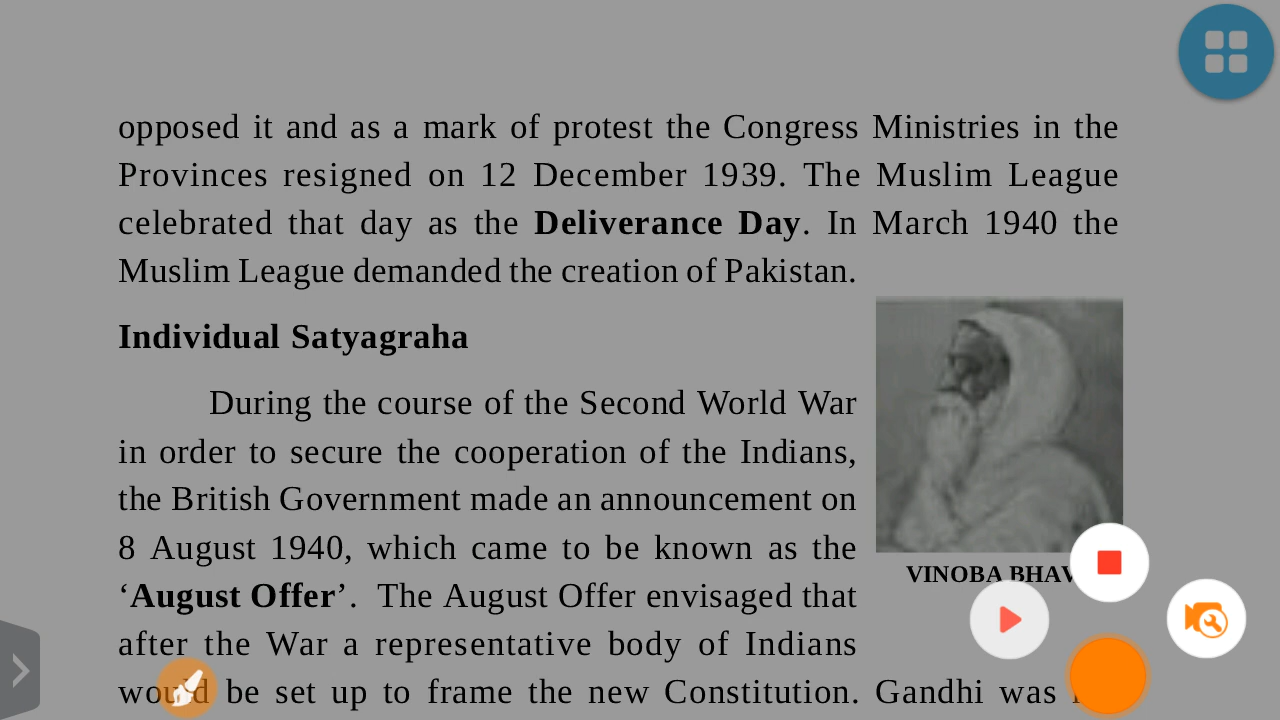 opposed it and as a mark of protest the Congress Ministries in the
Provinces resigned on 12 December 1939. The Muslim League
celebrated that day as the Deliverance Day. In March 1940 the
Muslim League demanded the creation of Pakistan.
Individual Satyagraha
During the course of the Second World War
in order to secure the cooperation of the Indians,
the British Government made an announcement on
8 August 1940, which came to be known as the
‘August Offer’. The August Offer envisaged that
after the War a representative body of Indians
would be set up to frame the new Constitution. Gandhi was
VINOBA